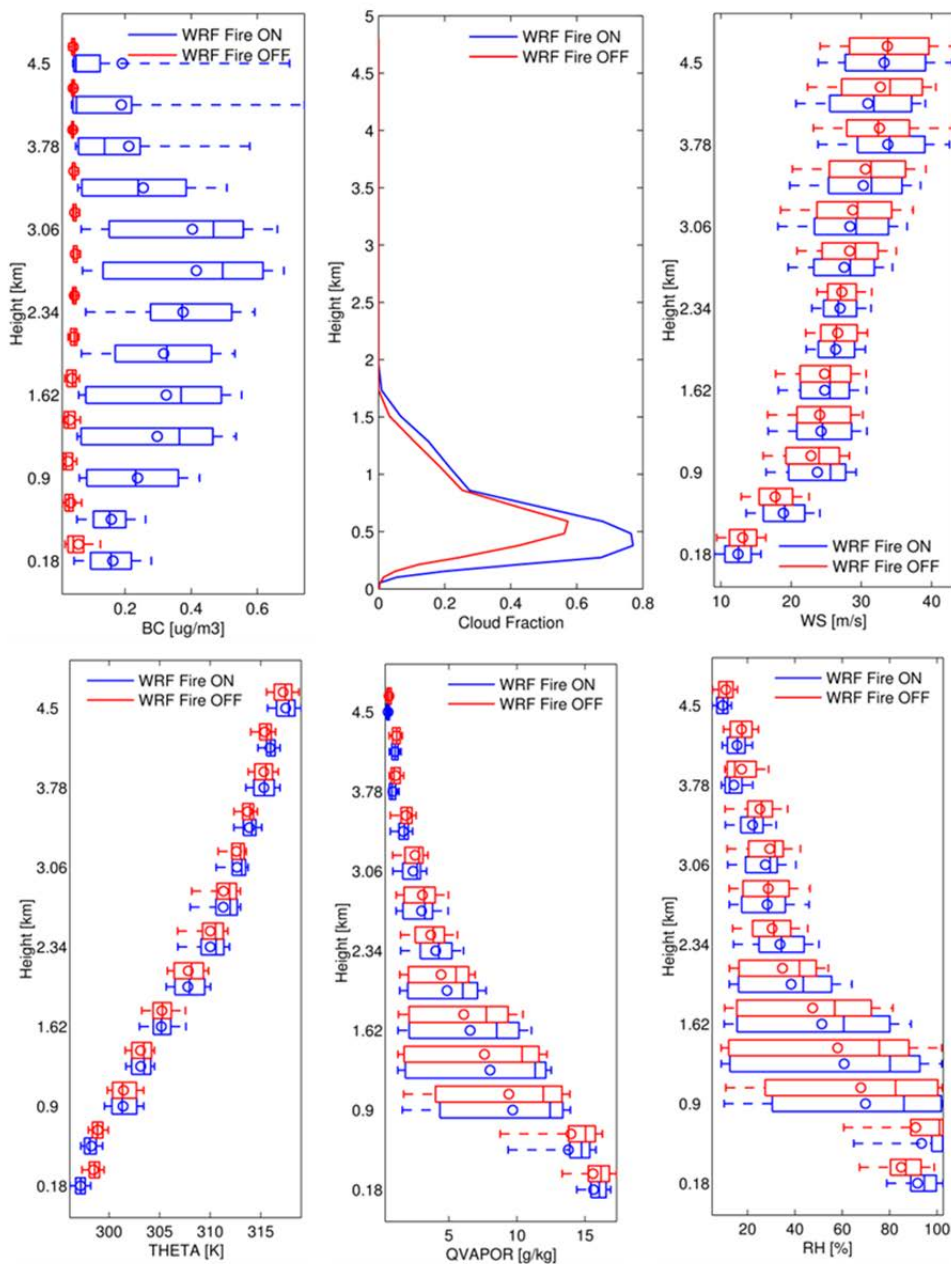 WRF Fire ON
WRF Fire OFF
4.5
3.78
3.06
2.34
1.62
0.9
0.18
Height [km]
0.2
0.4
0.6
BC [ug/m3]
WRF Fire ON
WRF Fire OFF
5
4.5
4
3.5
3
2.5
2
1.5
1
0.5
0
Height [km]
0
0.2
0.4
0.6
0.8
Cloud Fraction
WRF Fire ON
WRF Fire OFF
4.5
3.78
3.06
2.34
1.62
0.9
0.18
Height [km]
10
20
30
40
WS [m/s]
WRF Fire ON
WRF Fire OFF
4.5
3.78
3.06
2.34
1.62
0.9
0.18
Height [km]
300
305
310
315
THETA [K]
WRF Fire ON
WRF Fire OFF
4.5
3.78
3.06
2.34
1.62
0.9
0.18
Height [km]
5
10
15
QVAPOR [g/kg]
WRF Fire ON
WRF Fire OFF
4.5
3.78
3.06
2.34
1.62
0.9
0.18
Height [km]
20
40
60
80
100
RH [%]